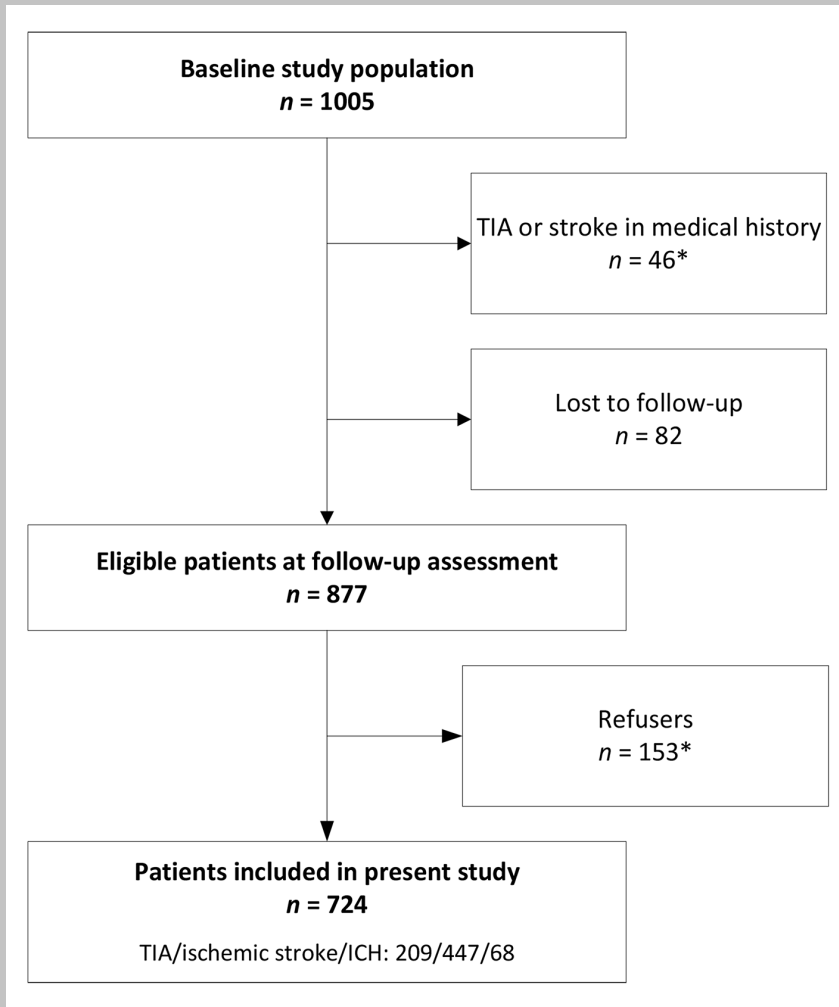 Baseline study population
n = 1005
TIA or stroke in medical history
n = 46*
Lost to follow-up
n = 82
Eligible patients at follow-up assessment
n = 877
Refusers
n = 153*
Patients included in present study
n = 724
TIA/ischemic stroke/ICH: 209/447/68